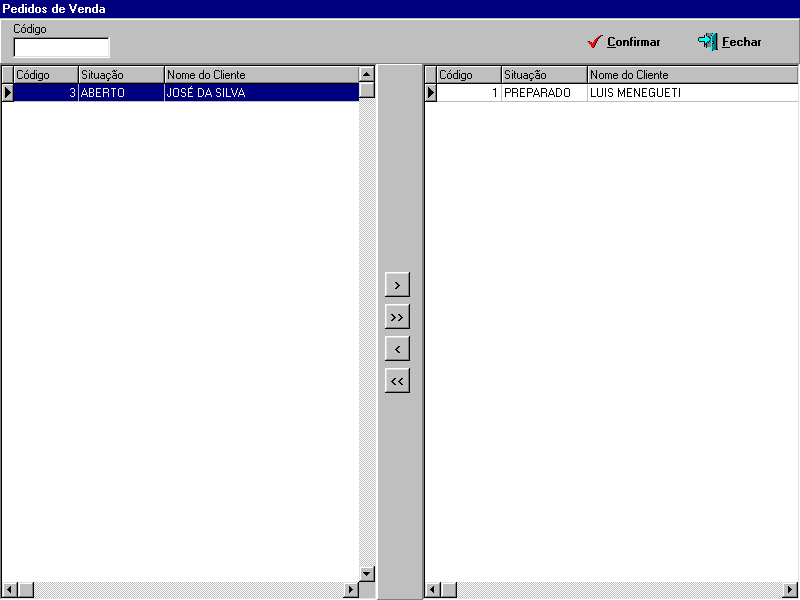 Pedidos de Venda
Código
Confirmar
Fechar
Código Situação Nome do Cliente
3 ABERTO JOSÉ DA SILVA
Código Situação Nome do Cliente
1 PREPARADO LUIS MENEGUETI
>
>>
<
<<